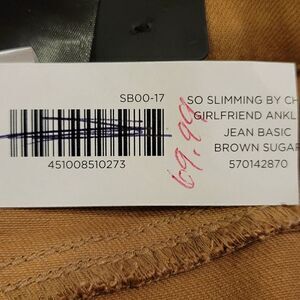 SB00-17
451008510273
69.99
SO SLIMMING BY CH
GIRLFRIEND ANKL
JEAN BASIC
BROWN SUGAR
570142870